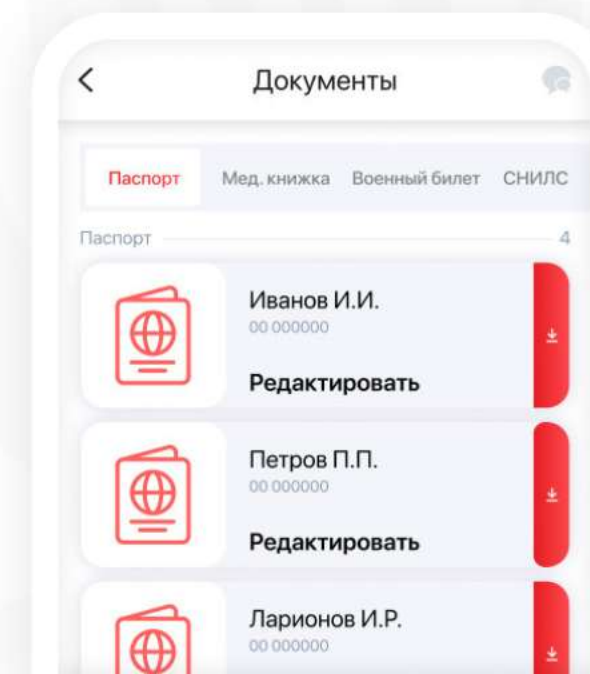 Документы
Паспорт Мед. книжка Военный билет СНИЛС
Паспорт 4
Иванов И.И.
00 000000
Редактировать
Петров П.П.
00 000000
Редактировать
Ларионов И.Р.
00 000000